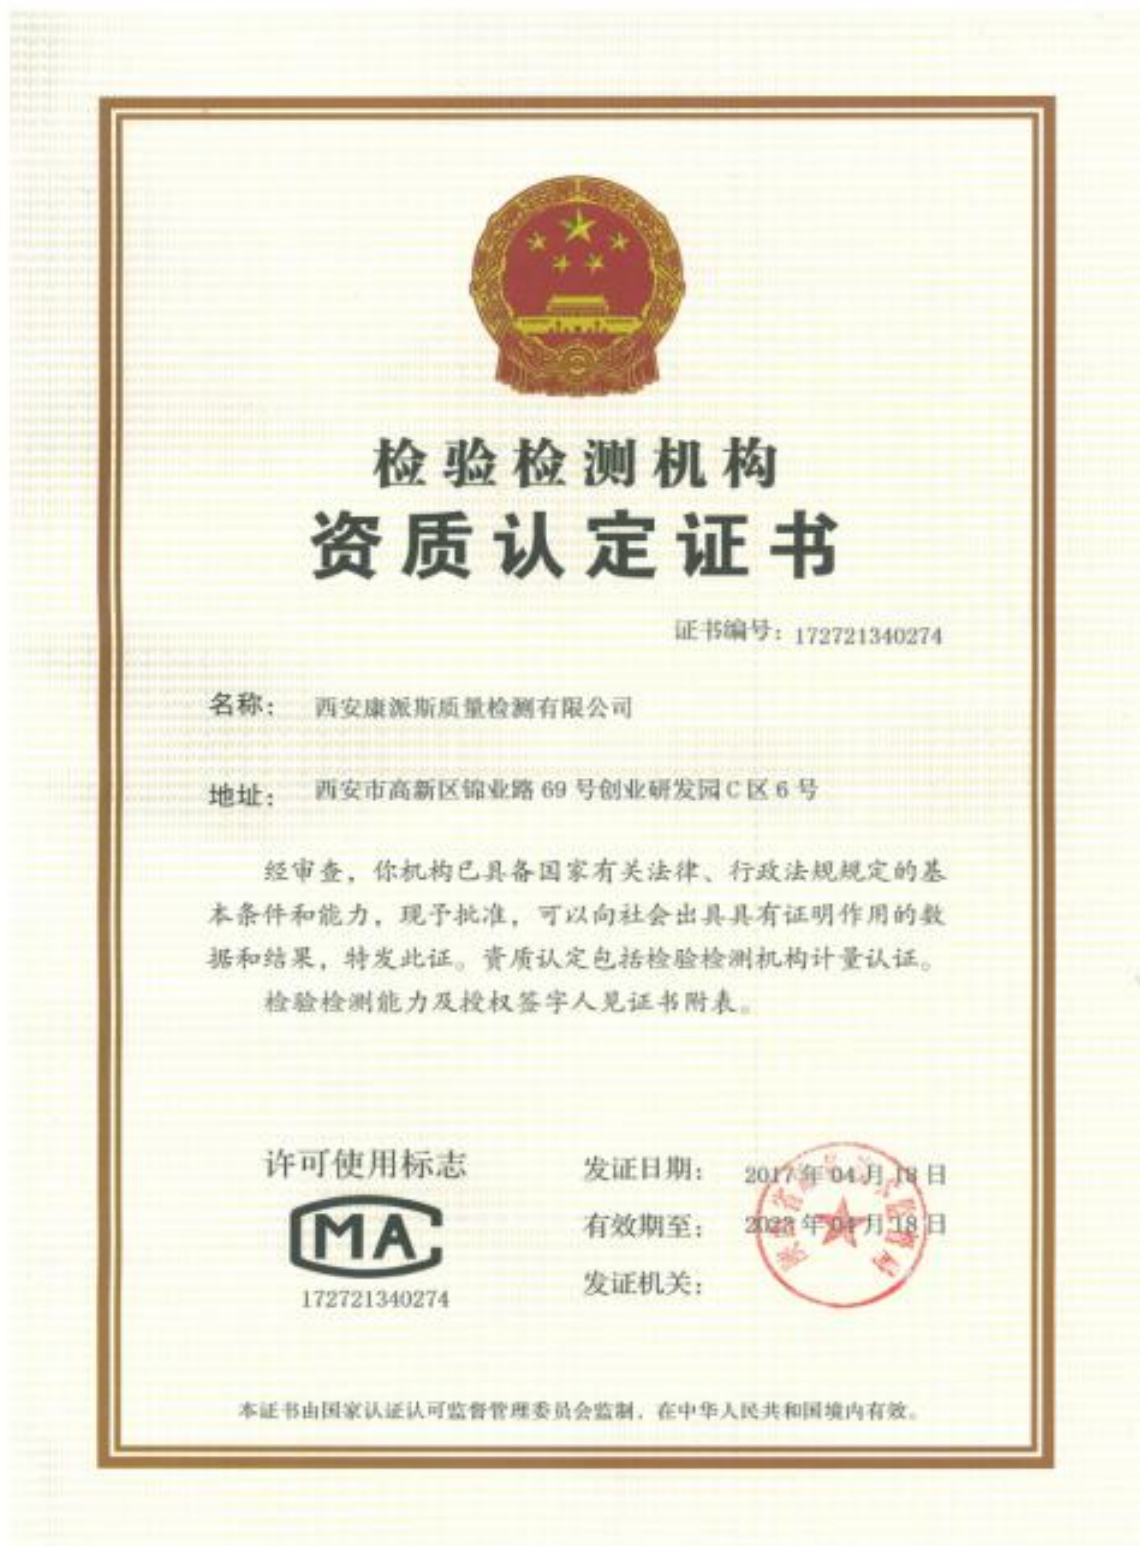 检验检测机构
资质认定证书
证书编号：172721340274
名称：西安康派斯质量检测有限公司
地址：西安市高新区锦业路 69 号创业研发园C区6号
经审查，你机构已具备国家有关法律、行政法规规定的基
本条件和能力，现予批准，可以向社会出具具有证明作用的数
据和结果，特发此证。资质认定包括检验检测机构计量认证。
检验检测能力及授权签字人见证书附表。
许可使用标志
MA
172721340274
发证日期：2017年04月18日
有效期至：2023年04月18日
发证机关：
本证书由国家认证认可监督管理委员会监制，在中华人民共和国境内有效。